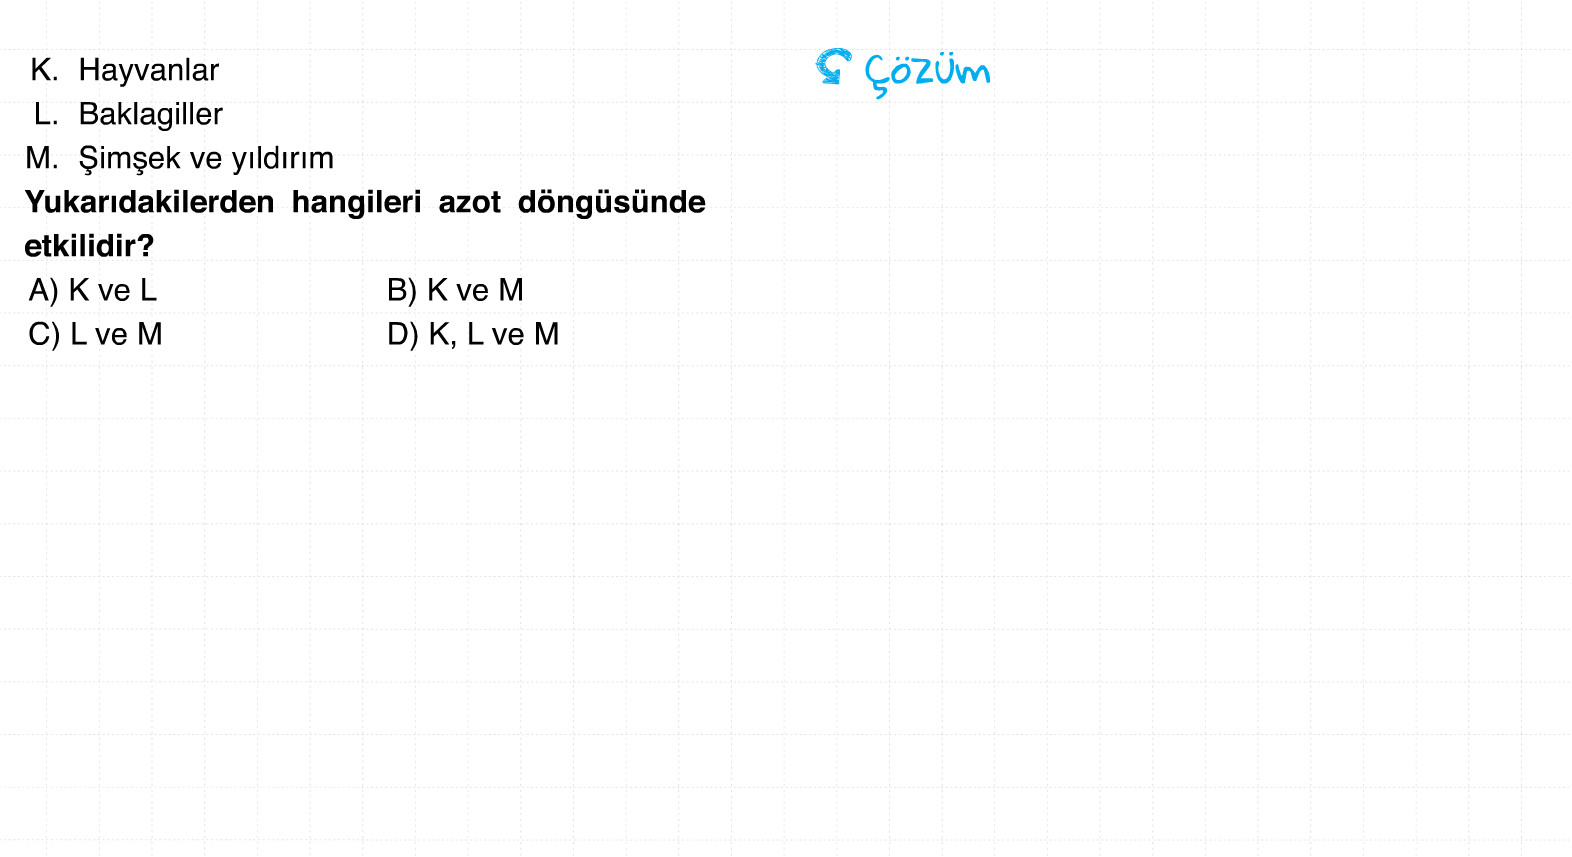 K. Hayvanlar
L. Baklagiller
M. Şimşek ve yıldırım
Yukarıdakilerden hangileri azot döngüsünde
etkilidir?
A) K ve L B) K ve M
C) L ve M D) K, L ve M
Çözüm